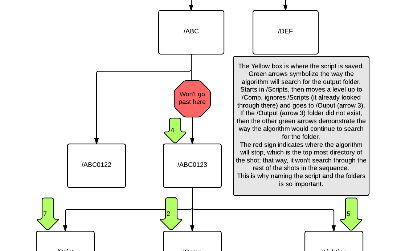 /ABC
/DEF
Won't go
past here
The Yellow box is where the script is saved.
Green arrows symbolize the way the
algorithm will search for the output folder.
Starts in /Scripts, then moves a level up to
/Comp, ignores /Scripts (it already looked
through there) and goes to /Ouput (arrow 3).
If the /Output (arrow 3) folder did not exist,
then the other green arrows demonstrate the
way the algorithm would continue to search
for the folder.
The red sign indicates where the algorithm
will stop, which is the top most directory of
the show; that way, it won't search through the
rest of the shots in the sequence.
This is why naming the script and the folders
is so important.
4
/ABC0122
/ABC0123
7
2
5